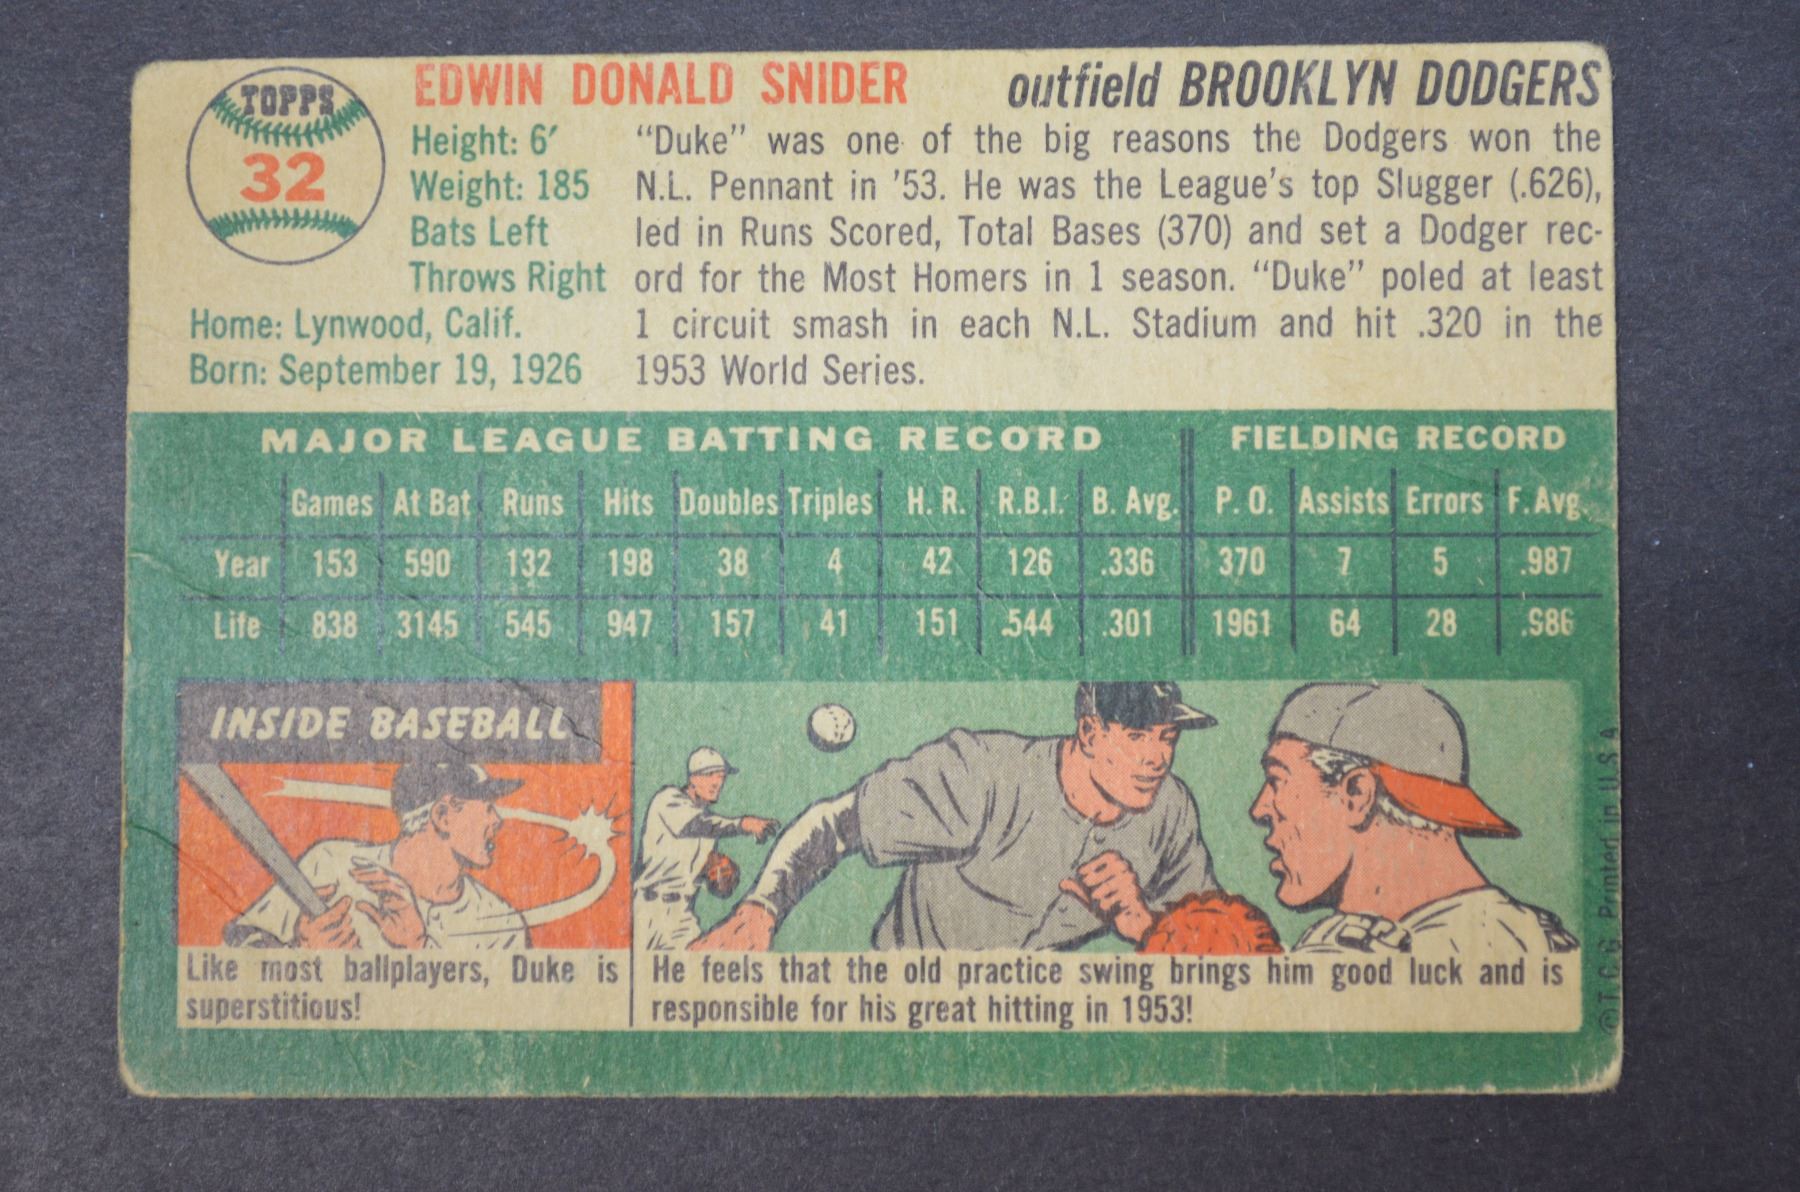 TOPPS
32
EDWIN DONALD SNIDER
outfield BROOKLYN DODGERS
Height: 6′
Weight: 185
Bats Left
Throws Right
Home: Lynwood, Calif.
Born: September 19, 1926
"Duke" was one of the big reasons the Dodgers won the
N.L. Pennant in '53. He was the League's top Slugger (.626),
led in Runs Scored, Total Bases (370) and set a Dodger rec-
ord for the Most Homers in 1 season. "Duke" poled at least
1 circuit smash in each N.L. Stadium and hit .320 in the
1953 World Series.
MAJOR LEAGUE BATTING RECORD FIELDING RECORD
Games At Bat Runs Hits Doubles Triples H. R. R.B.I. B. Avg. P. O. Assists Errors F. Avg.
Year 153 590 132 198 38 4 42 126 .336 370 7 5 .987
Life 838 3145 545 947 157 41 151 544 .301 1961 64 28 .986
INSIDE BASEBALL
Like most ballplayers, Duke is
superstitious!
He feels that the old practice swing brings him good luck and is
responsible for his great hitting in 1953!
© T.C.G. Printed in U.S.A.